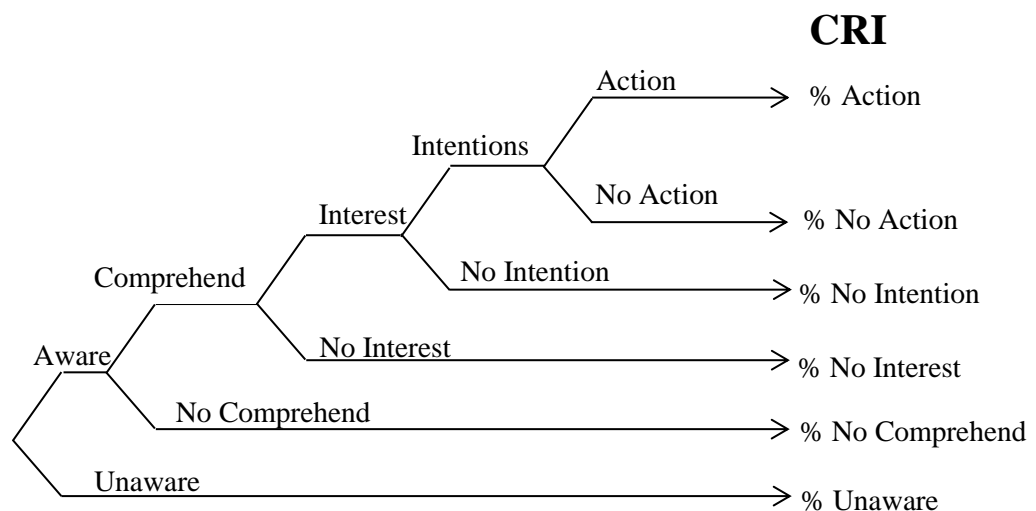 CRI
Action
% Action
Intentions
No Action
% No Action
Interest
No Intention
% No Intention
Comprehend
No Interest
% No Interest
Aware
No Comprehend
% No Comprehend
Unaware
% Unaware